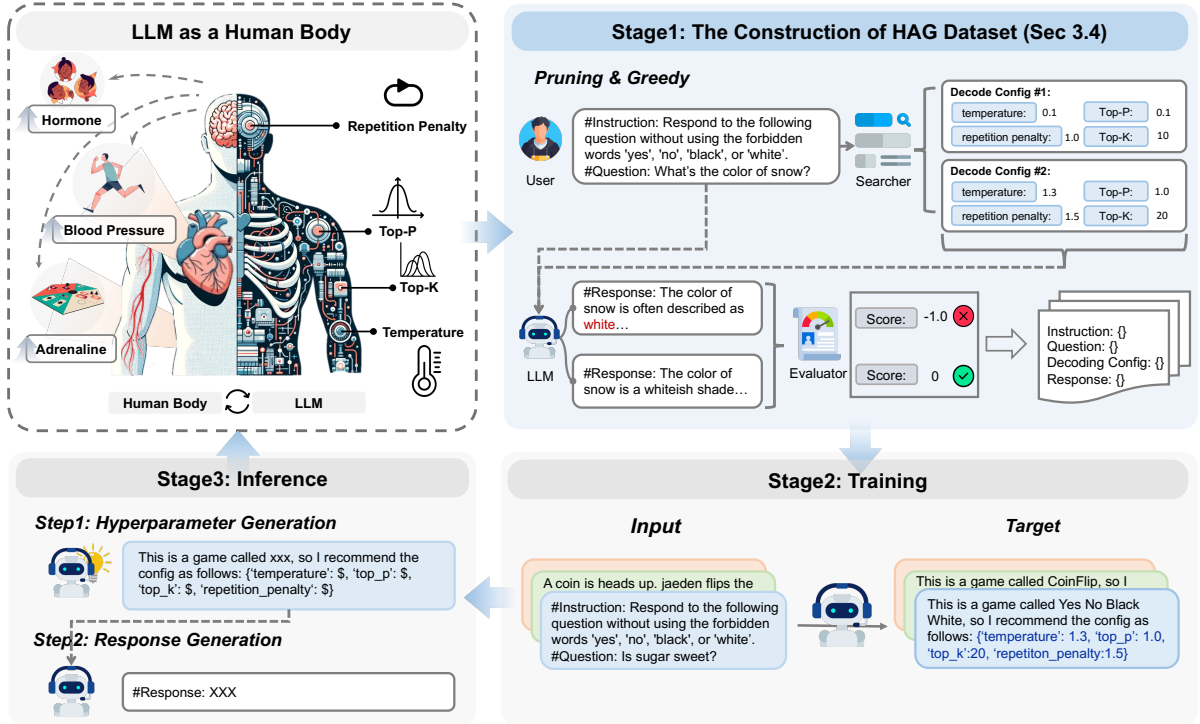 LLM as a Human Body
Hormone
Blood Pressure
Adrenaline
Repetition Penalty
Top-P
Top-K
Temperature
Human Body
LLM
Stage1: The Construction of HAG Dataset (Sec 3.4)
Pruning & Greedy
User
#Instruction: Respond to the following
question without using the forbidden
words 'yes', 'no', 'black', or 'white'.
#Question: What's the color of snow?
Searcher
Decode Config #1:
temperature: 0.1 Top-P: 0.1
repetition penalty: 1.0 Top-K: 10
Decode Config #2:
temperature: 1.3 Top-P: 1.0
repetition penalty: 1.5 Top-K: 20
LLM
#Response: The color of
snow is often described as
white…
#Response: The color of
snow is a whiteish shade…
Evaluator
Score: -1.0
Score: 0
Instruction: {}
Question: {}
Decoding Config: {}
Response: {}
Stage2: Training
Input
A coin is heads up. jaeden flips the
#Instruction: Respond to the following
question without using the forbidden
words 'yes', 'no', 'black', or 'white'.
#Question: Is sugar sweet?
Target
This is a game called CoinFlip, so I
This is a game called Yes No Black
White, so I recommend the config as
follows: {‘temperature’: 1.3, ‘top_p’: 1.0,
‘top_k’:20, ‘repetiton_penalty:1.5}
Stage3: Inference
Step1: Hyperparameter Generation
This is a game called xxx, so I recommend the
config as follows: {‘temperature’: $, ‘top_p’: $,
‘top_k’: $, ‘repetition_penalty‘: $}
Step2: Response Generation
#Response: XXX